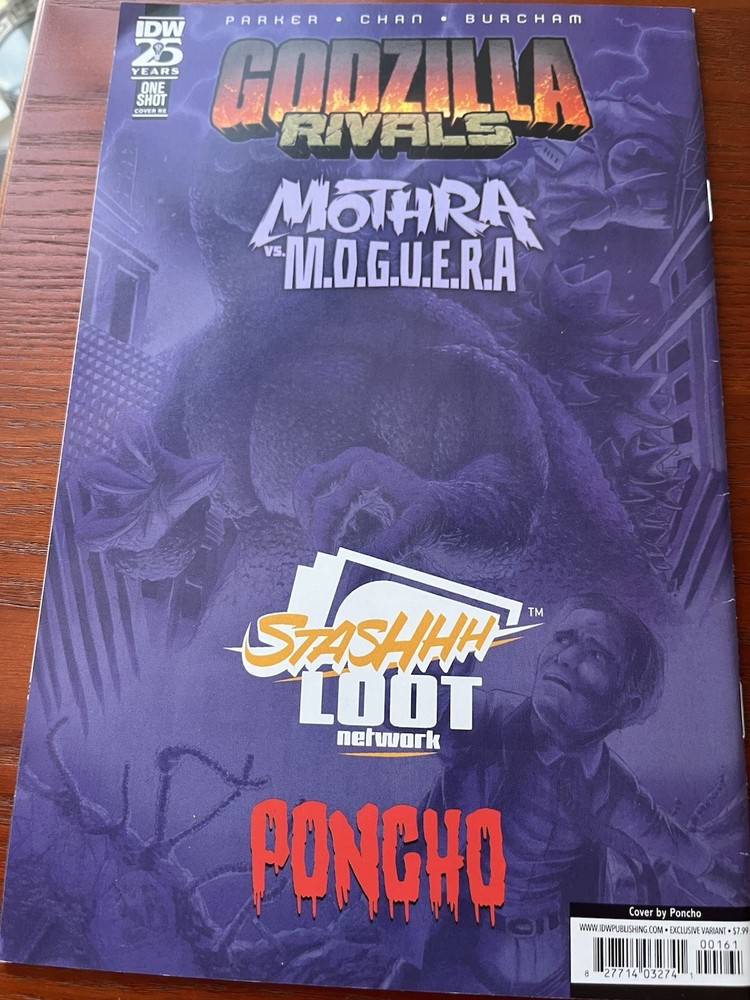 IDW
PARKER • CHAN • BURCHAM
25
YEARS
ONE
SHOT
COVER RE
GODZILLA
RIVALS
MOTHRA
VS. M.O.G.U.E.R.A
STASHHH™
LOOT
network
PONCHO
Cover by Poncho
WWW.IDWPUBLISHING.COM • EXCLUSIVE VARIANT • $7.99
00161
8 27714 03274 1